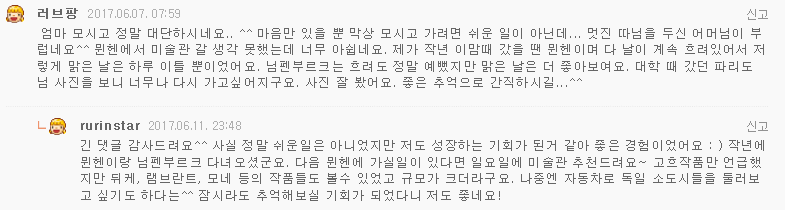 러브팡 2017.06.07. 07:59 신고
엄마 모시고 정말 대단하시네요.. ^^ 마음만 있을 뿐 막상 모시고 가려면 쉬운 일이 아닌데... 멋진 따님을 두신 어머님이 부
럽네요^^ 뮌헨에서 미술관 갈 생각 못했는데 너무 아쉽네요. 제가 작년 이맘때 갔을 땐 뮌헨이며 다 날이 계속 흐려있어서 저
렇게 맑은 날은 하루 이틀 뿐이었어요. 님펜부르크는 흐려도 정말 예뻤지만 맑은 날은 더 좋아보여요. 대학 때 갔던 파리도
님 사진을 보니 너무나 다시 가고싶어지구요. 사진 잘 봤어요. 좋은 추억으로 간직하시길...^^
rurinstar 2017.06.11. 23:48 신고
긴 댓글 감사드려요^^ 사실 정말 쉬운일은 아니었지만 저도 성장하는 기회가 된거 같아 좋은 경험이었어요 : ) 작년에
뮌헨이랑 님펜부르크 다녀오셨군요. 다음 뮌헨에 가실일이 있다면 일요일에 미술관 추천드려요~ 고흐작품만 언급했
지만 뒤케, 램브란트, 모네 등의 작품들도 볼수 있었고 규모가 크더라구요. 나중엔 자동차로 독일 소도시들을 둘러보
고 싶기도 하다는^^ 잠시라도 추억해보실 기회가 되었다니 저도 좋네요!